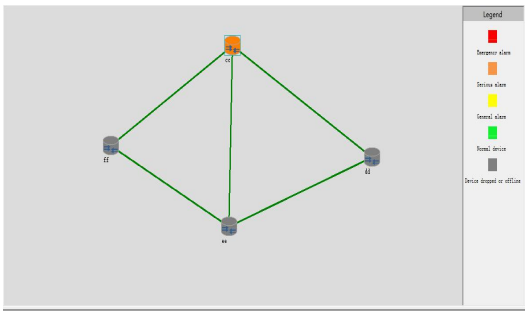 Legend
Emergency alarm
cc
Serious alarm
General alarm
Normal device
ff
dd
Device dropped or offline
ee